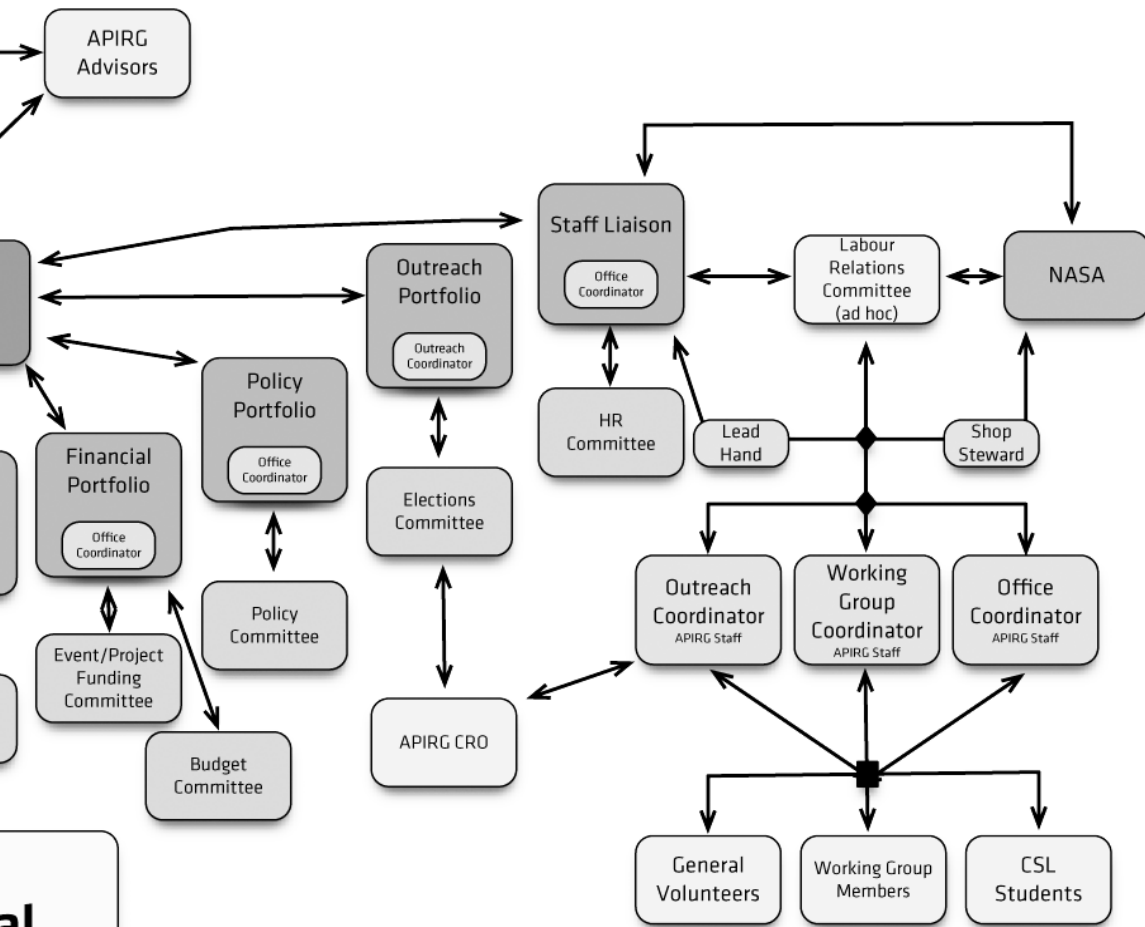 APIRG
Advisors
Staff Liaison
Office
Coordinator
Labour
Relations
Committee
(ad hoc)
NASA
Outreach
Portfolio
Outreach
Coordinator
Policy
Portfolio
Office
Coordinator
Financial
Portfolio
Office
Coordinator
HR
Committee
Lead
Hand
Shop
Steward
Elections
Committee
Policy
Committee
Event/Project
Funding
Committee
Budget
Committee
APIRG CRO
Outreach
Coordinator
APIRG Staff
Working
Group
Coordinator
APIRG Staff
Office
Coordinator
APIRG Staff
General
Volunteers
Working Group
Members
CSL
Students